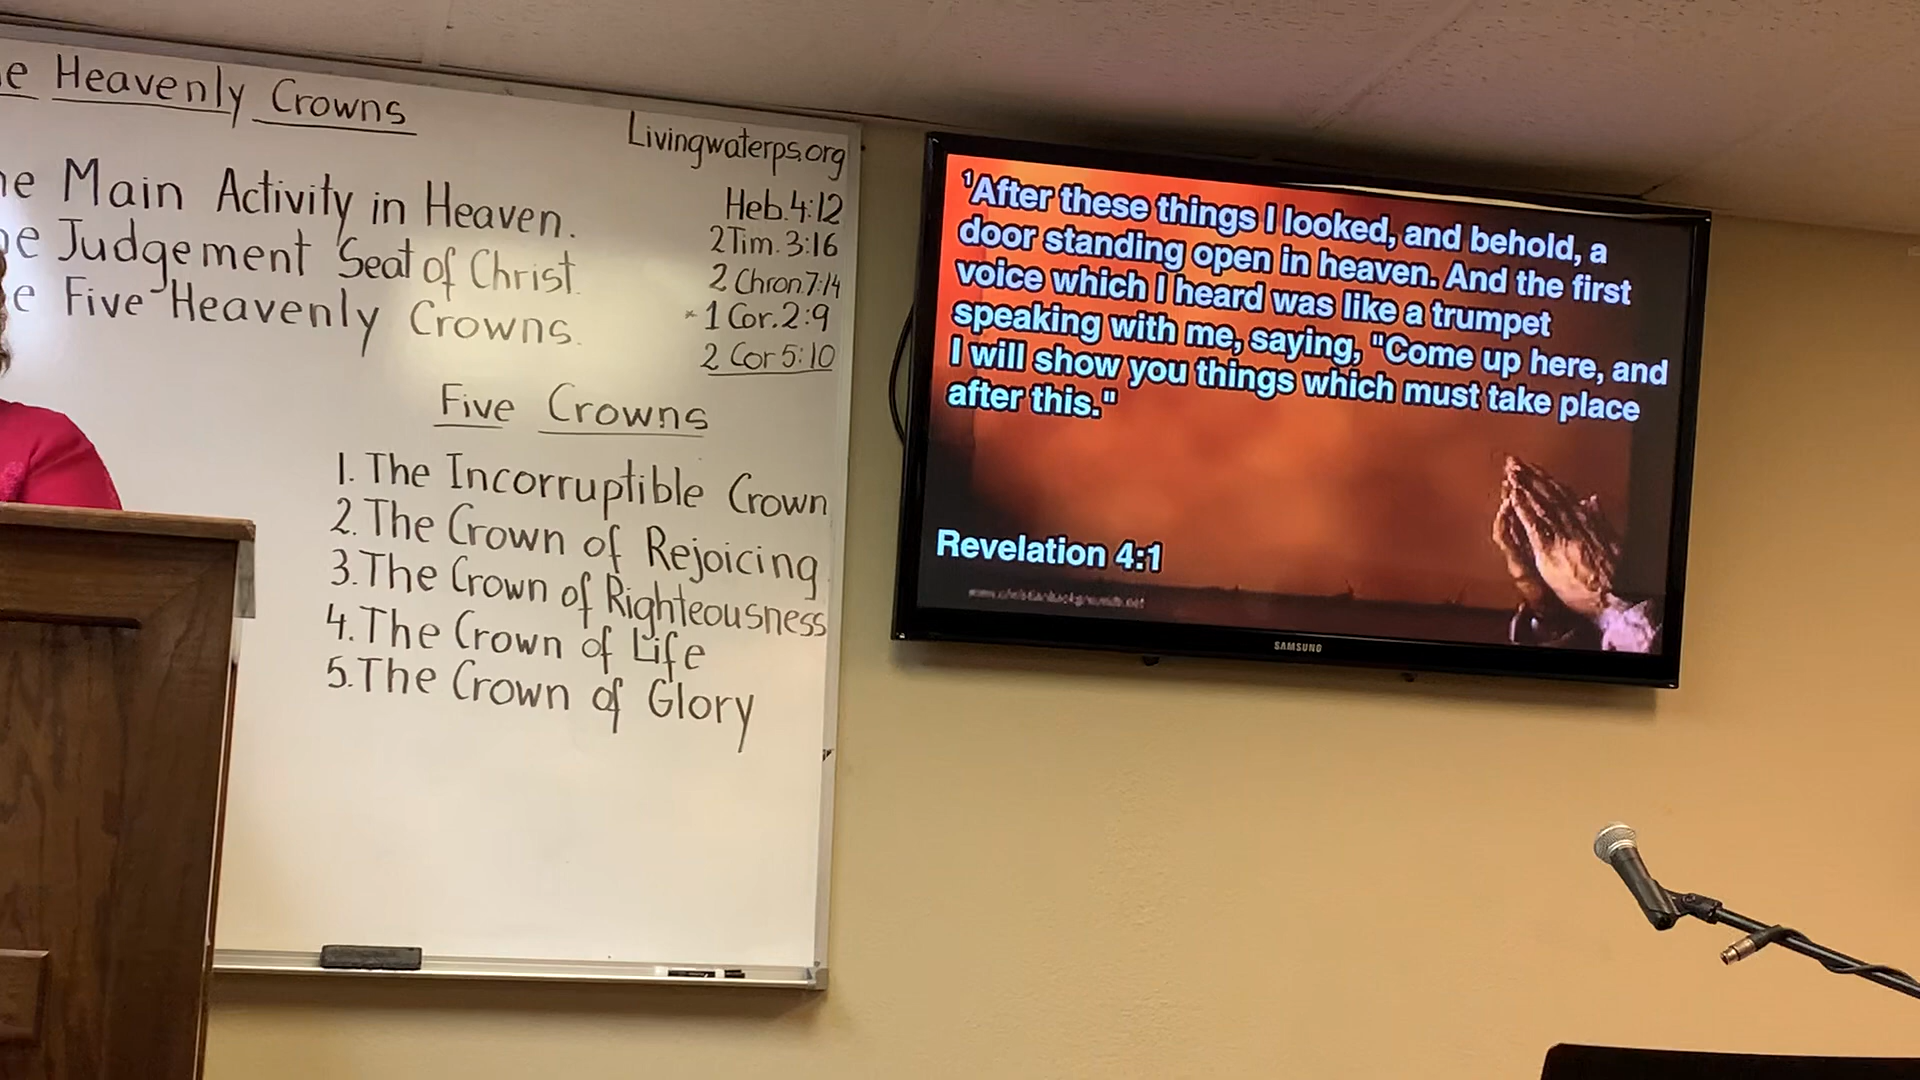 e Heavenly Crowns
Livingwaterps.org
e Main Activity in Heaven.
e Judgement Seat of Christ.
e Five Heavenly Crowns.
Heb. 4:12
2 Tim. 3:16
2 Chron 7:14
* 1 Cor. 2:9
2 Cor 5:10
Five Crowns
1. The Incorruptible Crown
2. The Crown of Rejoicing
3. The Crown of Righteousness
4. The Crown of Life
5. The Crown of Glory
1After these things I looked, and behold, a
door standing open in heaven. And the first
voice which I heard was like a trumpet
speaking with me, saying, "Come up here, and
I will show you things which must take place
after this."
Revelation 4:1
SAMSUNG